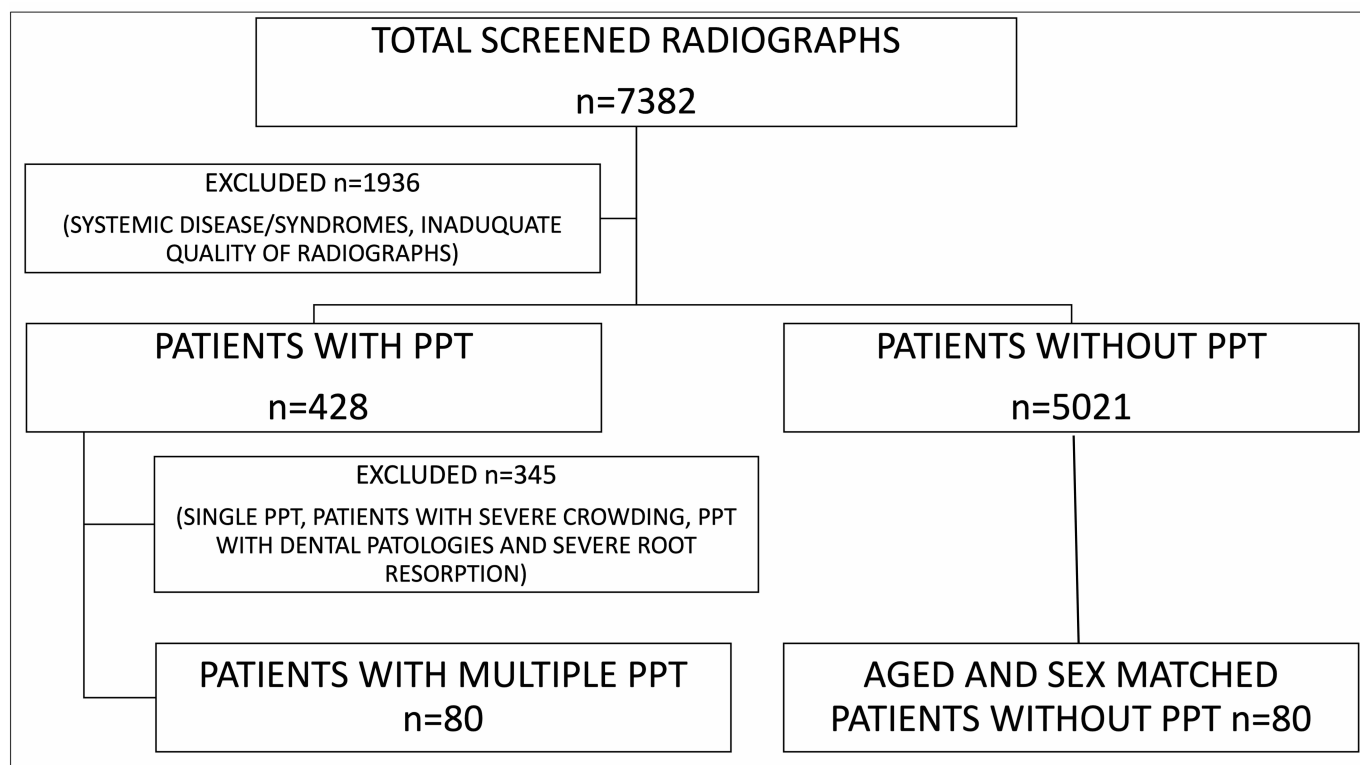 TOTAL SCREENED RADIOGRAPHS
n=7382
EXCLUDED n=1936
(SYSTEMIC DISEASE/SYNDROMES, INADUQUATE
QUALITY OF RADIOGRAPHS)
PATIENTS WITH PPT
n=428
PATIENTS WITHOUT PPT
n=5021
EXCLUDED n=345
(SINGLE PPT, PATIENTS WITH SEVERE CROWDING, PPT
WITH DENTAL PATOLOGIES AND SEVERE ROOT
RESORPTION)
PATIENTS WITH MULTIPLE PPT
n=80
AGED AND SEX MATCHED
PATIENTS WITHOUT PPT n=80